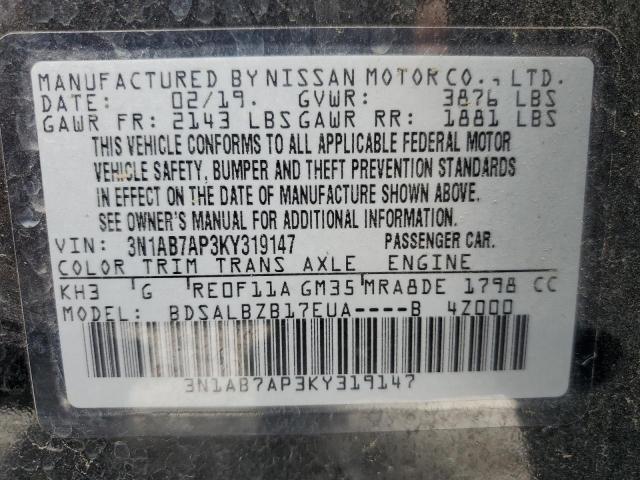 MANUFACTURED BY NISSAN MOTOR CO., LTD.
DATE: 02/19. GVWR: 3876 LBS
GAWR FR: 2143 LBS GAWR RR: 1881 LBS
THIS VEHICLE CONFORMS TO ALL APPLICABLE FEDERAL MOTOR
VEHICLE SAFETY, BUMPER AND THEFT PREVENTION STANDARDS
IN EFFECT ON THE DATE OF MANUFACTURE SHOWN ABOVE.
SEE OWNER'S MANUAL FOR ADDITIONAL INFORMATION.
VIN: 3N1AB7AP3KY319147 PASSENGER CAR.
COLOR TRIM TRANS AXLE ENGINE
KH3 'G RE0F11A GM35 MRA8DE 1798 CC
MODEL: BDSALBZB17EUA----B 4Z000
3N1AB7AP3KY319147